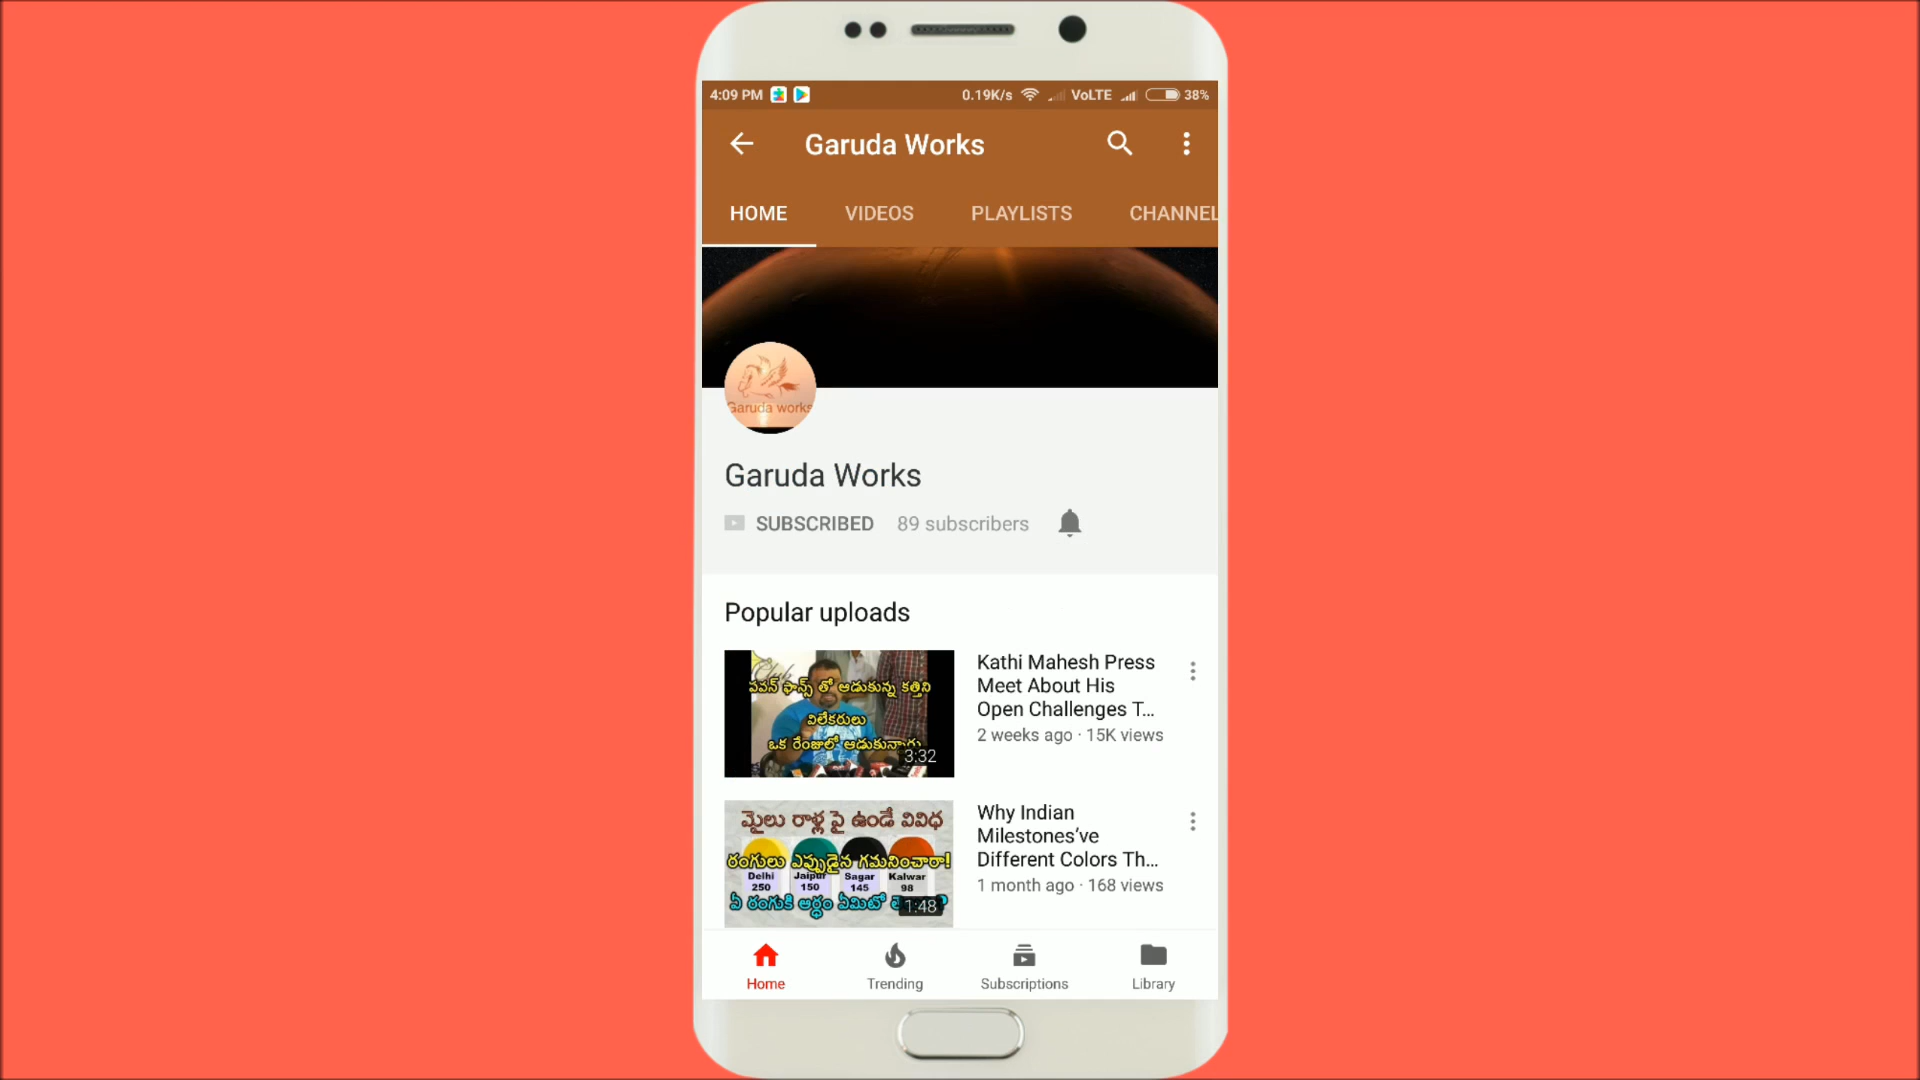 4:09 PM 0.19K/s VoLTE 38%
Garuda Works
HOME VIDEOS PLAYLISTS CHANNEL
Garuda works
Garuda Works
SUBSCRIBED 89 subscribers
Popular uploads
Club
పవన్ ఫాన్స్ తో ఆడుకున్న కత్తిని
విలేకరులు
ఒక రేంజులో ఆడుకున్నారు
3:32
Kathi Mahesh Press
Meet About His
Open Challenges T...
2 weeks ago · 15K views
మైలు రాళ్ల పై ఉండే వివిధ
రంగులు ఎప్పుడైన గమనించారా!
Delhi Jaipur Sagar Kalwar
250 150 145 98
ఏ రంగుకి అర్ధం ఏమిటో
1:48
Why Indian
Milestones've
Different Colors Th...
1 month ago · 168 views
Home Trending Subscriptions Library